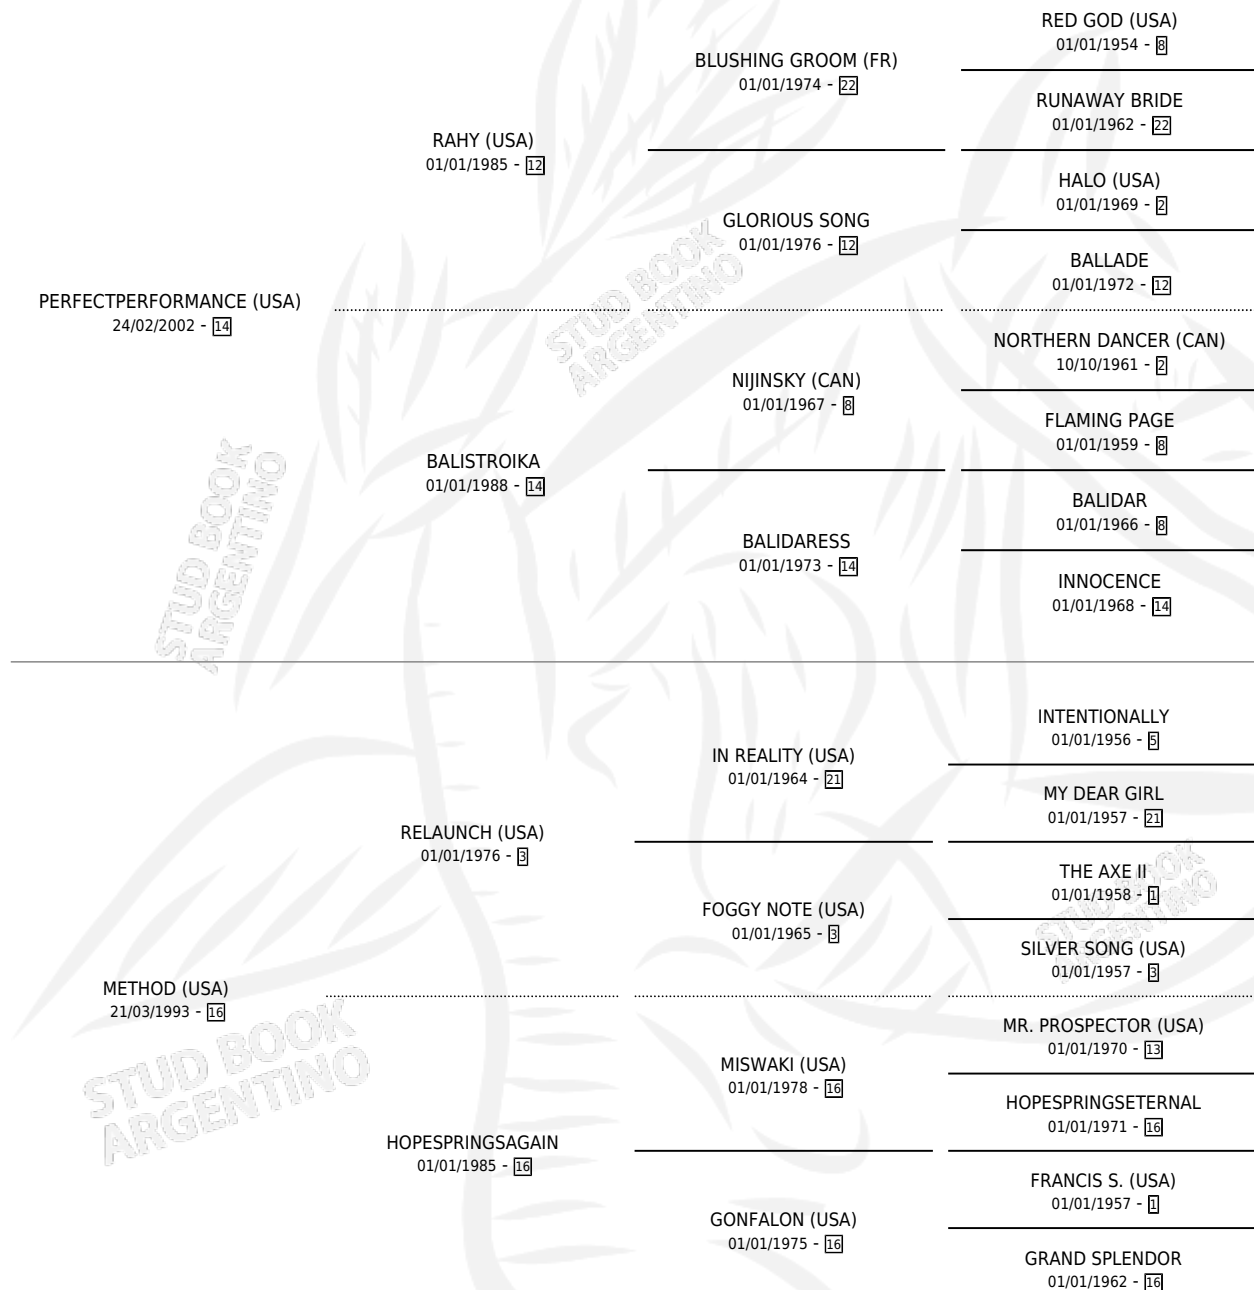 RED GOD (USA)
01/01/1954 - 8
BLUSHING GROOM (FR)
01/01/1974 - 22
RUNAWAY BRIDE
01/01/1962 - 22
RAHY (USA)
01/01/1985 - 12
HALO (USA)
01/01/1969 - 2
GLORIOUS SONG
01/01/1976 - 12
BALLADE
01/01/1972 - 12
PERFECTPERFORMANCE (USA)
24/02/2002 - 14
NORTHERN DANCER (CAN)
10/10/1961 - 2
NIJINSKY (CAN)
01/01/1967 - 8
FLAMING PAGE
01/01/1959 - 8
BALISTROIKA
01/01/1988 - 14
BALIDAR
01/01/1966 - 8
BALIDARESS
01/01/1973 - 14
INNOCENCE
01/01/1968 - 14
STUD BOOK
ARGENTINO
STUD BOOK
ARGENTINO
INTENTIONALLY
01/01/1956 - 5
IN REALITY (USA)
01/01/1964 - 21
MY DEAR GIRL
01/01/1957 - 21
RELAUNCH (USA)
01/01/1976 - 3
THE AXE II
01/01/1958 - 1
FOGGY NOTE (USA)
01/01/1965 - 3
SILVER SONG (USA)
01/01/1957 - 3
STUD BOOK
ARGENTINO
METHOD (USA)
21/03/1993 - 16
MR. PROSPECTOR (USA)
01/01/1970 - 13
MISWAKI (USA)
01/01/1978 - 16
HOPESPRINGSETERNAL
01/01/1971 - 16
HOPESPRINGSAGAIN
01/01/1985 - 16
FRANCIS S. (USA)
01/01/1957 - 1
GONFALON (USA)
01/01/1975 - 16
GRAND SPLENDOR
01/01/1962 - 16
STUD BOOK
ARGENTINO